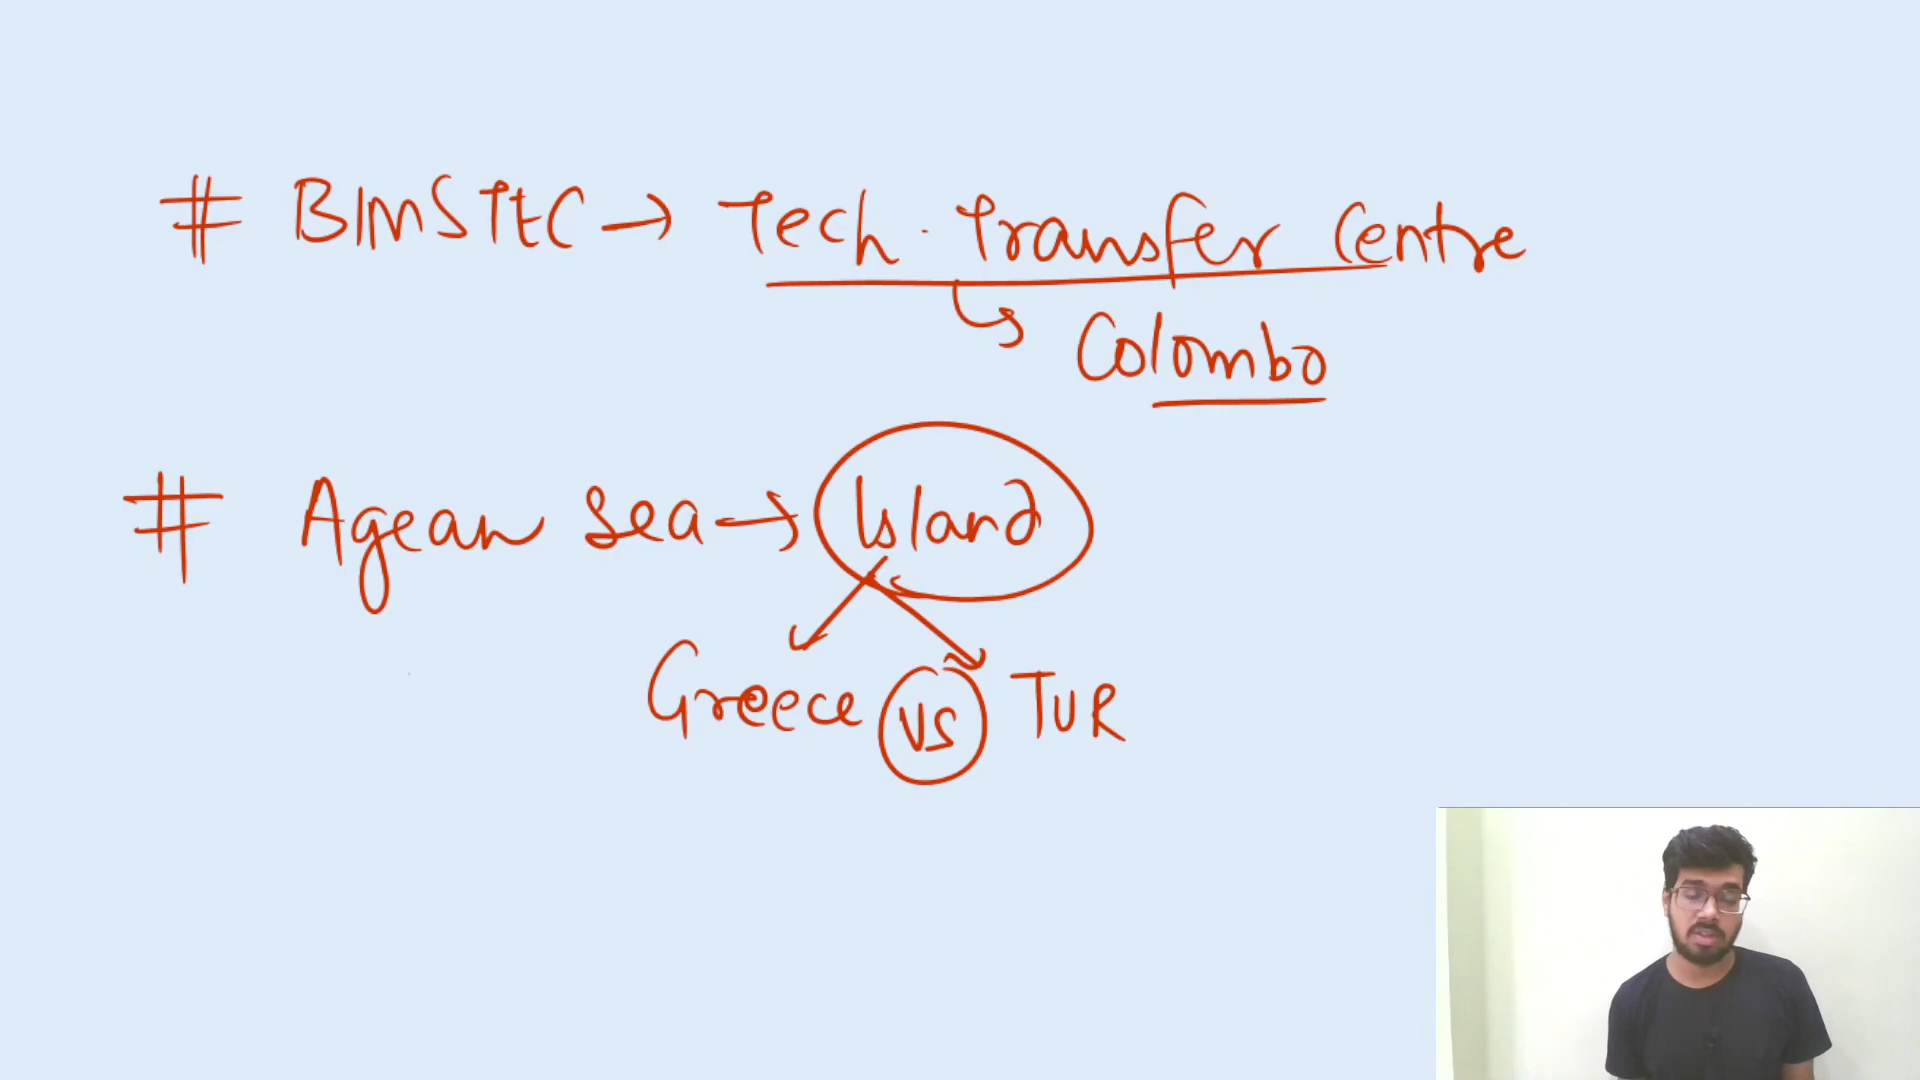 # BIMSTEC → Tech. Transfer Centre
↳ Colombo
# Agean Sea → Island
Greece VS TUR